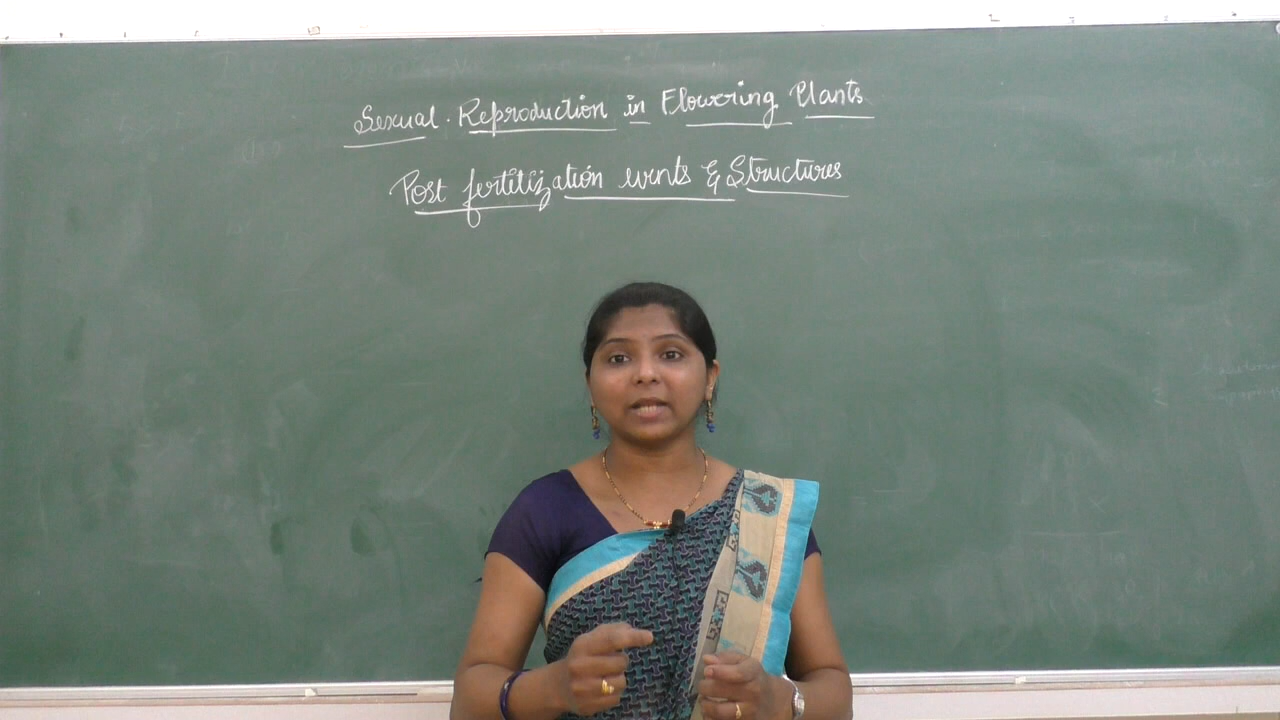 Sexual Reproduction in Flowering Plants
Post fertilization events & Structures